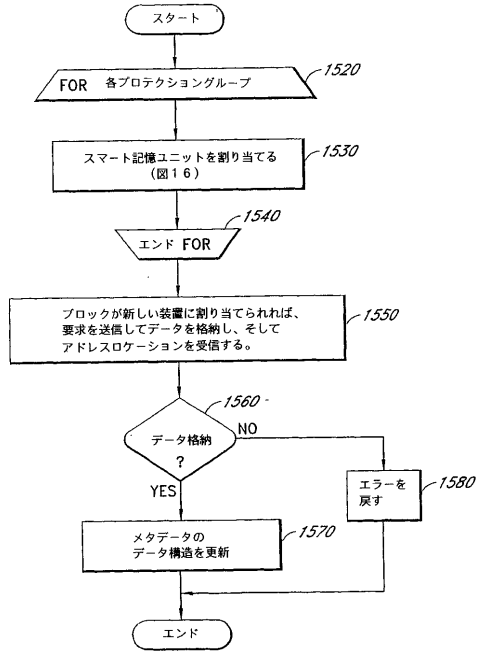 スタート
FOR 各プロテクショングループ
1520
スマート記憶ユニットを割り当てる
(図16)
1530
エンド FOR
1540
ブロックが新しい装置に割り当てられれば、
要求を送信してデータを格納し、そして
アドレスロケーションを受信する。
1550
データ格納
?
1560
NO
YES
エラーを
戻す
1580
メタデータの
データ構造を更新
1570
エンド